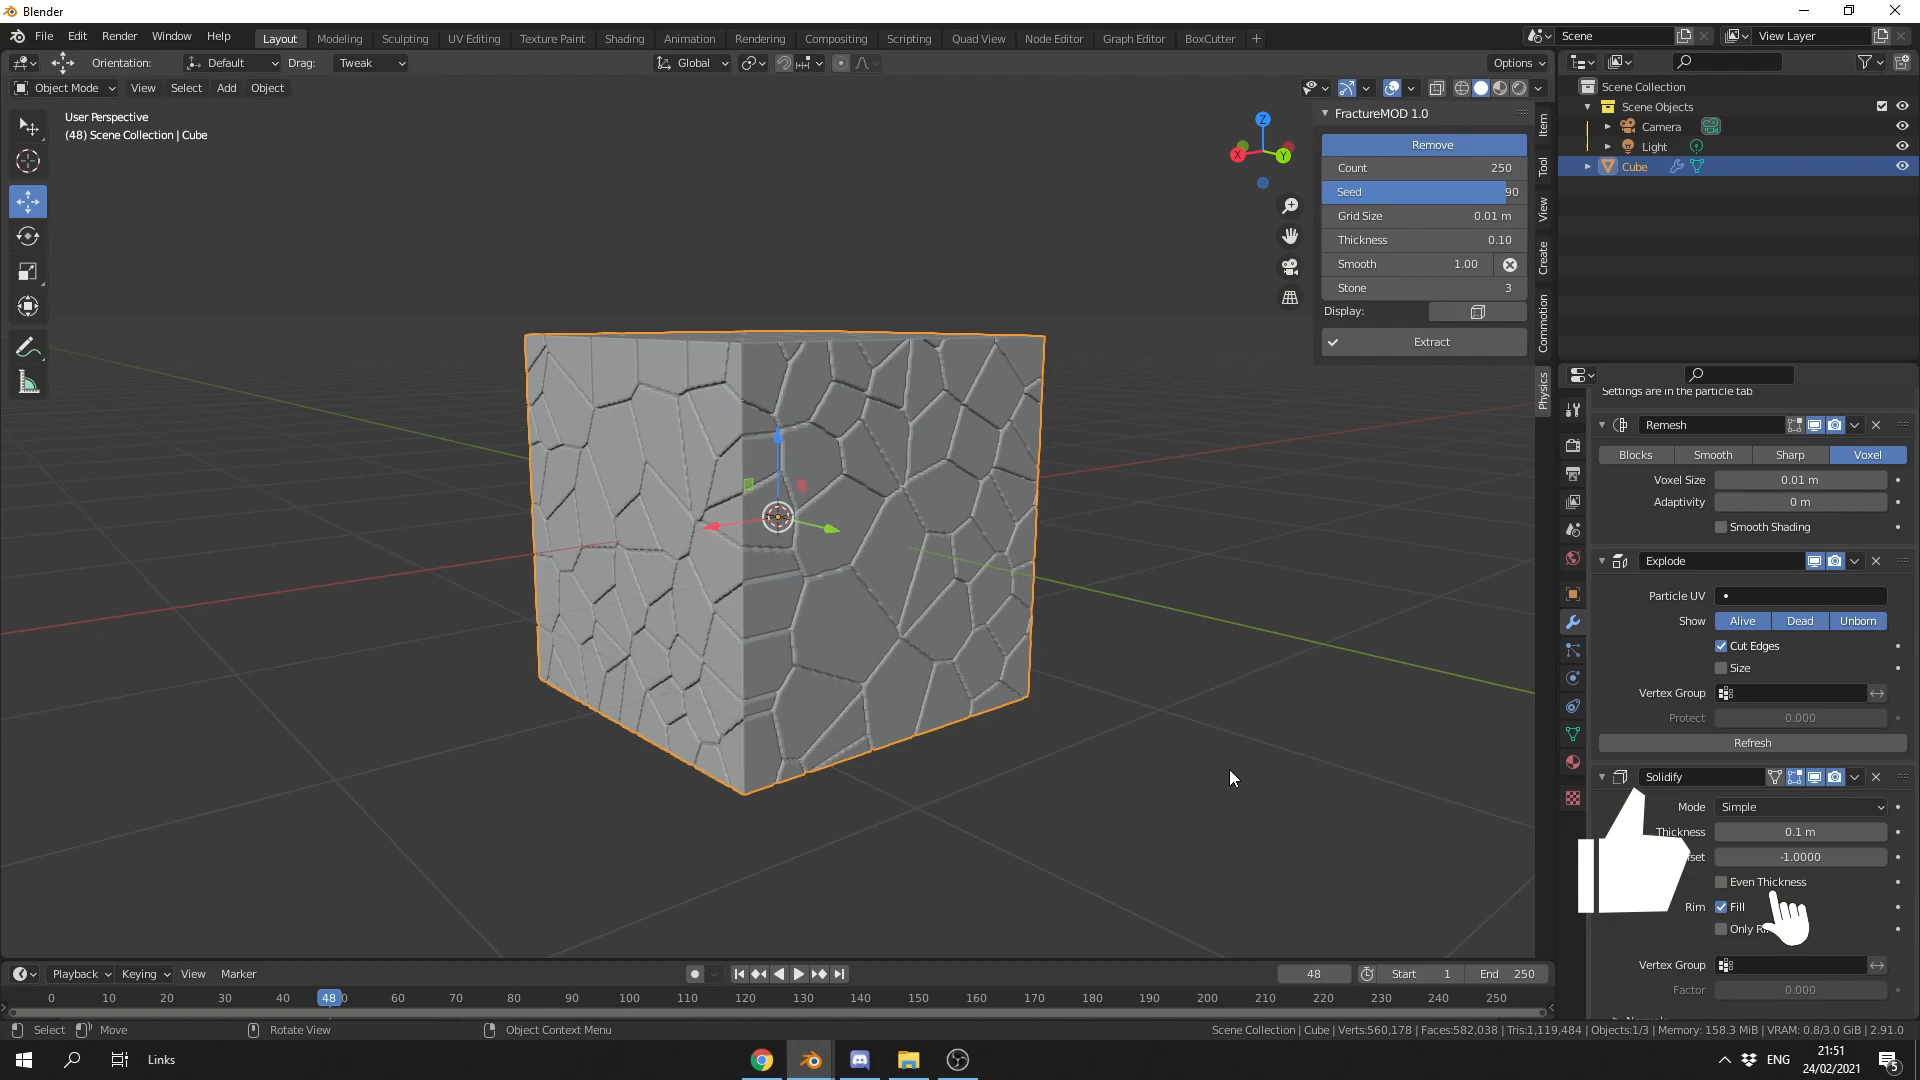 Blender
File Edit Render Window Help
Layout Modeling Sculpting UV Editing Texture Paint Shading Animation Rendering Compositing Scripting Quad View Node Editor Graph Editor BoxCutter +
Scene
View Layer
Orientation: Default Drag: Tweak
Global
Options
Object Mode View Select Add Object
User Perspective
(48) Scene Collection | Cube
Z
X
Y
FractureMOD 1.0
Remove
Count 250
Seed 90
Grid Size 0.01 m
Thickness 0.10
Smooth 1.00
Stone 3
Display:
Extract
Item
Tool
View
Create
Commotion
Physics
Scene Collection
Scene Objects
Camera
Light
Cube
Settings are in the particle tab
Remesh
Blocks Smooth Sharp Voxel
Voxel Size 0.01 m
Adaptivity 0 m
Smooth Shading
Explode
Particle UV
Show Alive Dead Unborn
Cut Edges
Size
Vertex Group
Protect 0.000
Refresh
Solidify
Mode Simple
Thickness 0.1 m
-1.0000
Even Thickness
Rim Fill
Only
Vertex Group
Factor 0.000
Playback Keying View Marker
48 Start 1 End 250
0 10 20 30 40 48 60 70 80 90 100 110 120 130 140 150 160 170 180 190 200 210 220 230 240 250
Select Move Rotate View Object Context Menu
Scene Collection | Cube | Verts:560,178 | Faces:582,038 | Tris:1,119,484 | Objects:1/3 | Memory: 158.3 MiB | VRAM: 0.8/3.0 GiB | 2.91.0
Links
ENG
21:51
24/02/2021
5